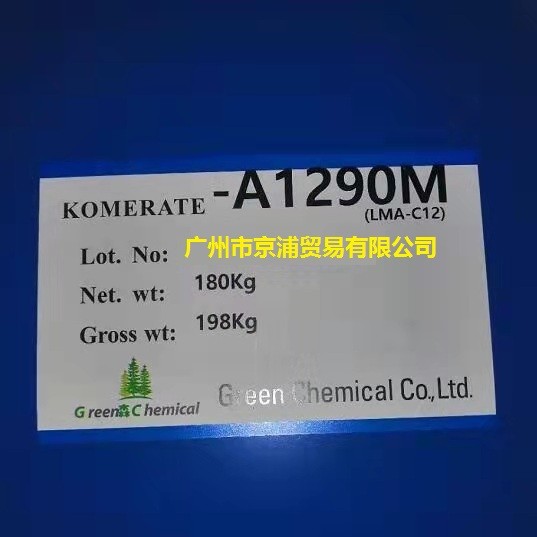 KOMERATE -A1290M
(LMA-C12)
Lot. No: 广州市京浦贸易有限公司
Net. wt: 180Kg
Gross wt: 198Kg
Green Chemical
Green Chemical Co.,Ltd.